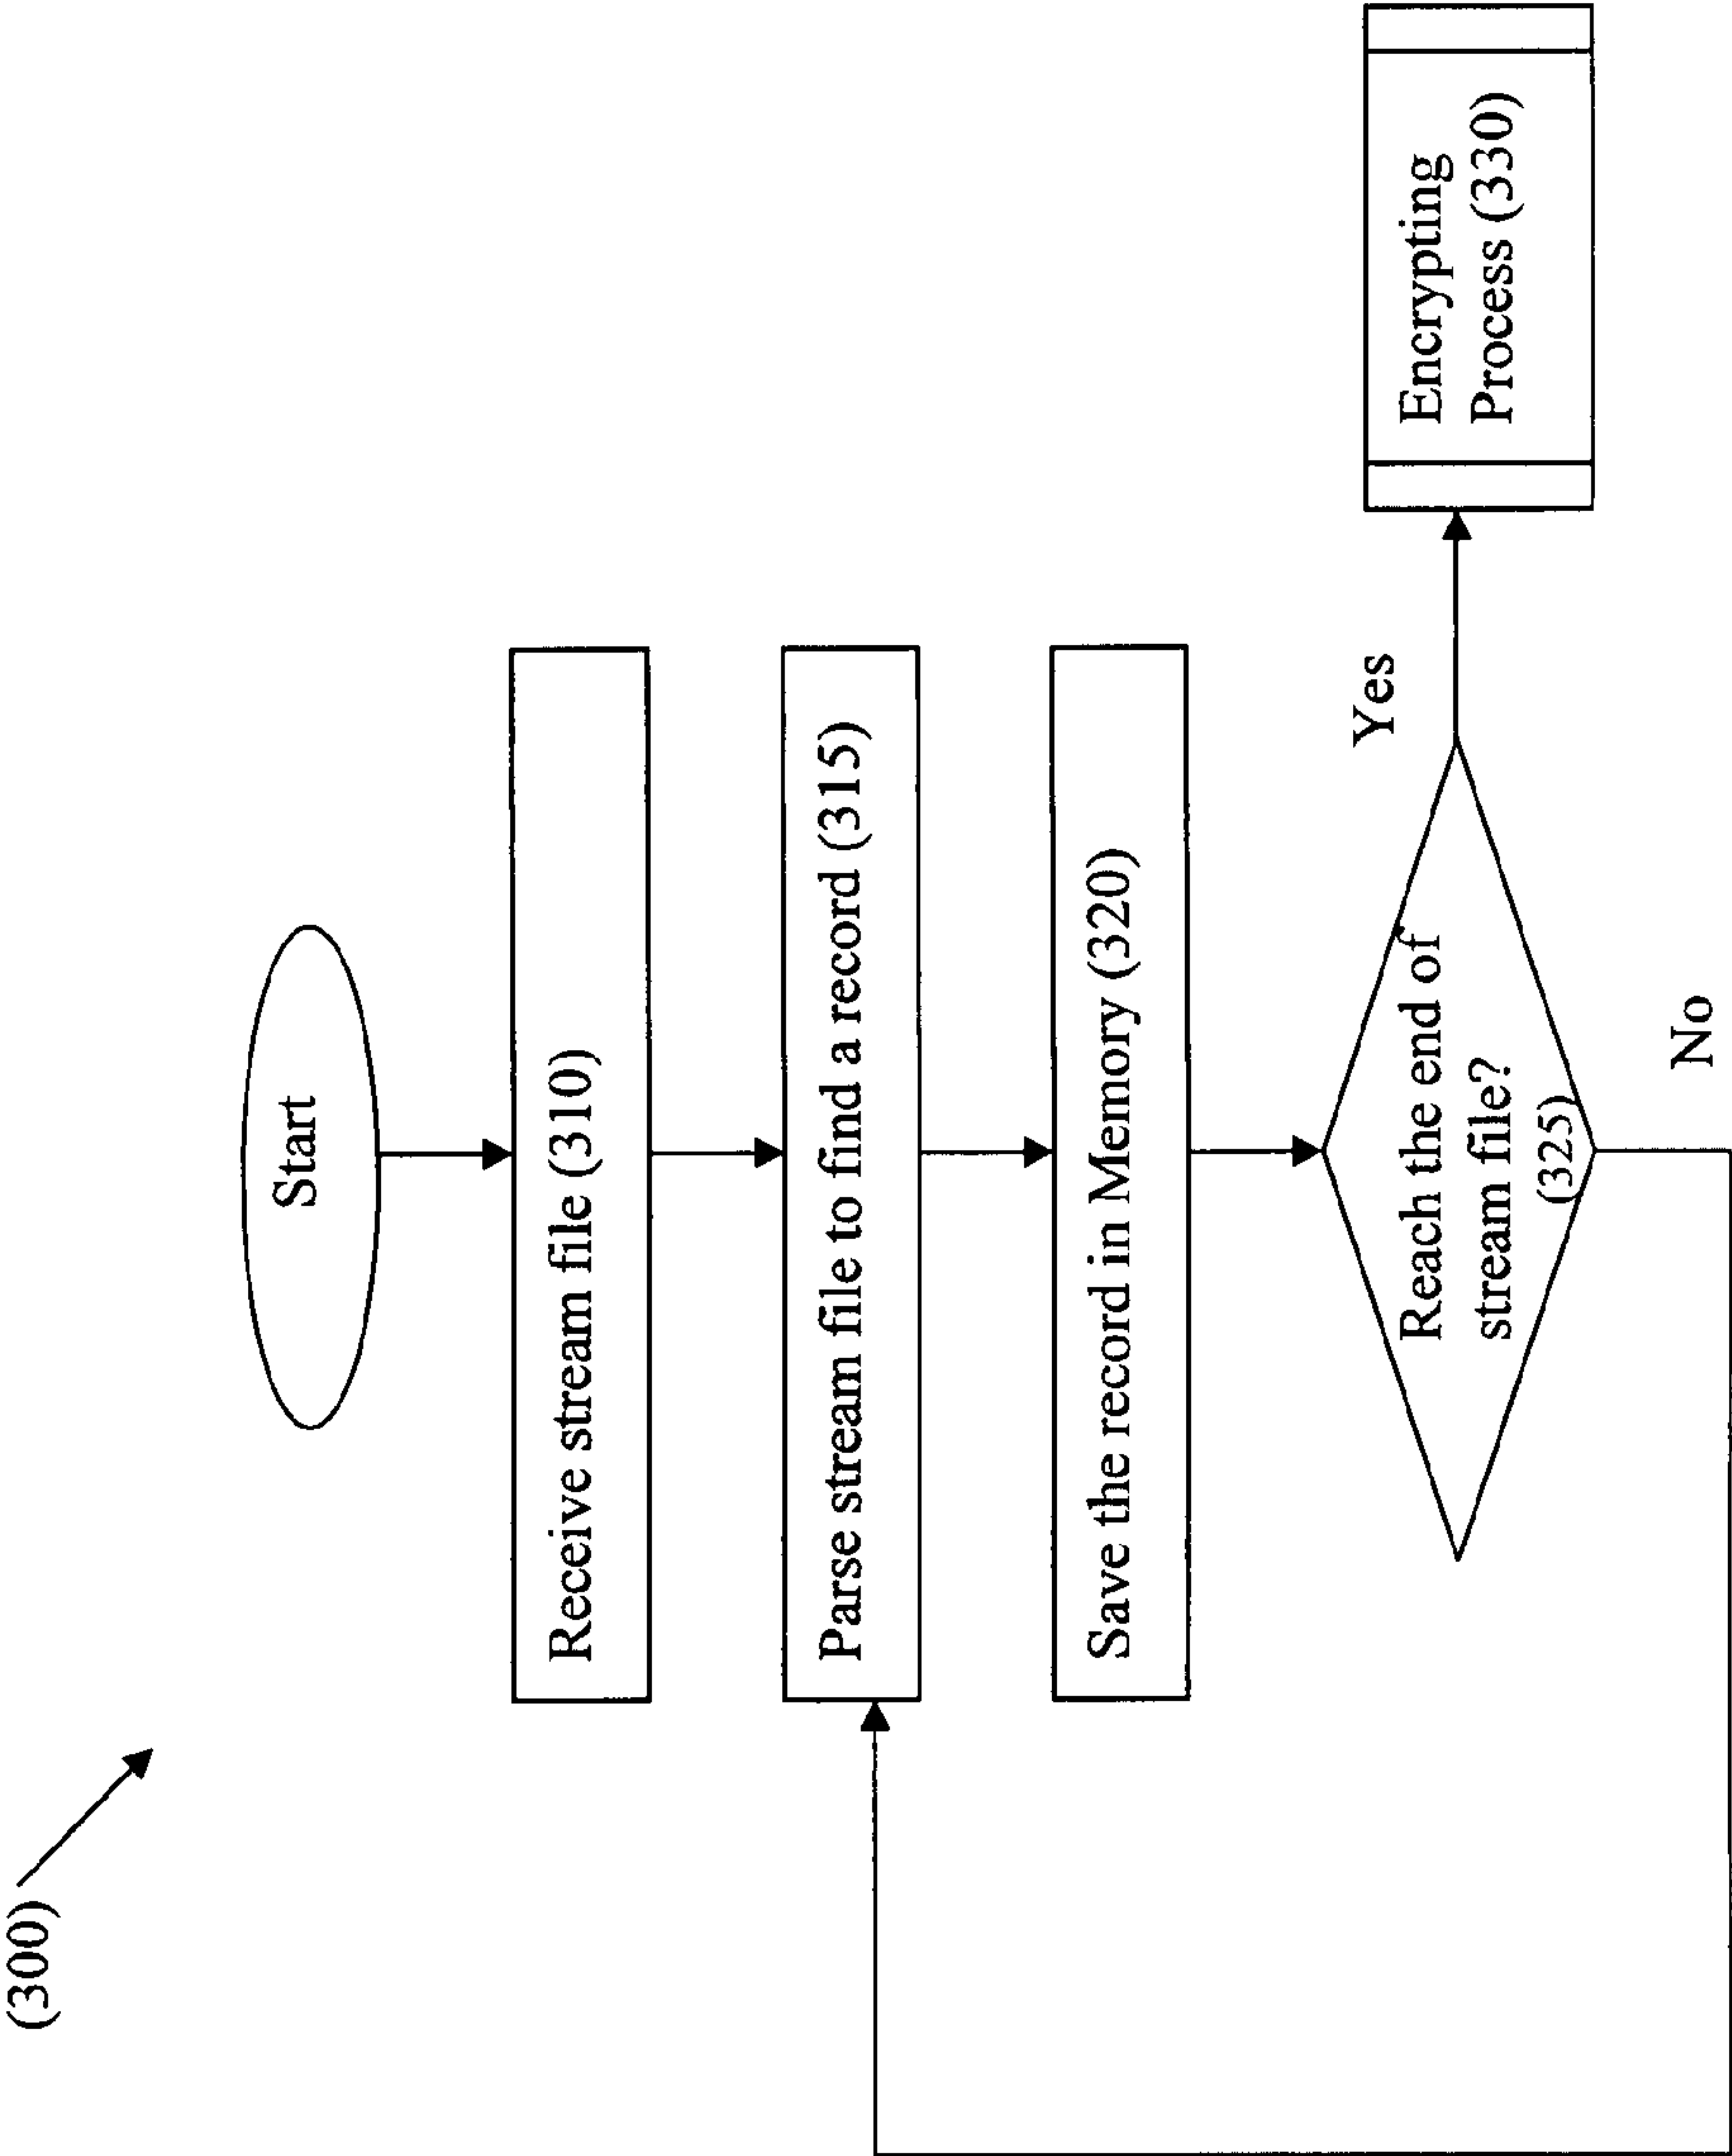 (300)
Start
Receive stream file (310)
Parse stream file to find a record (315)
Save the record in Memory (320)
Reach the end of
stream file?
(325)
Yes
No
Encrypting
Process (330)